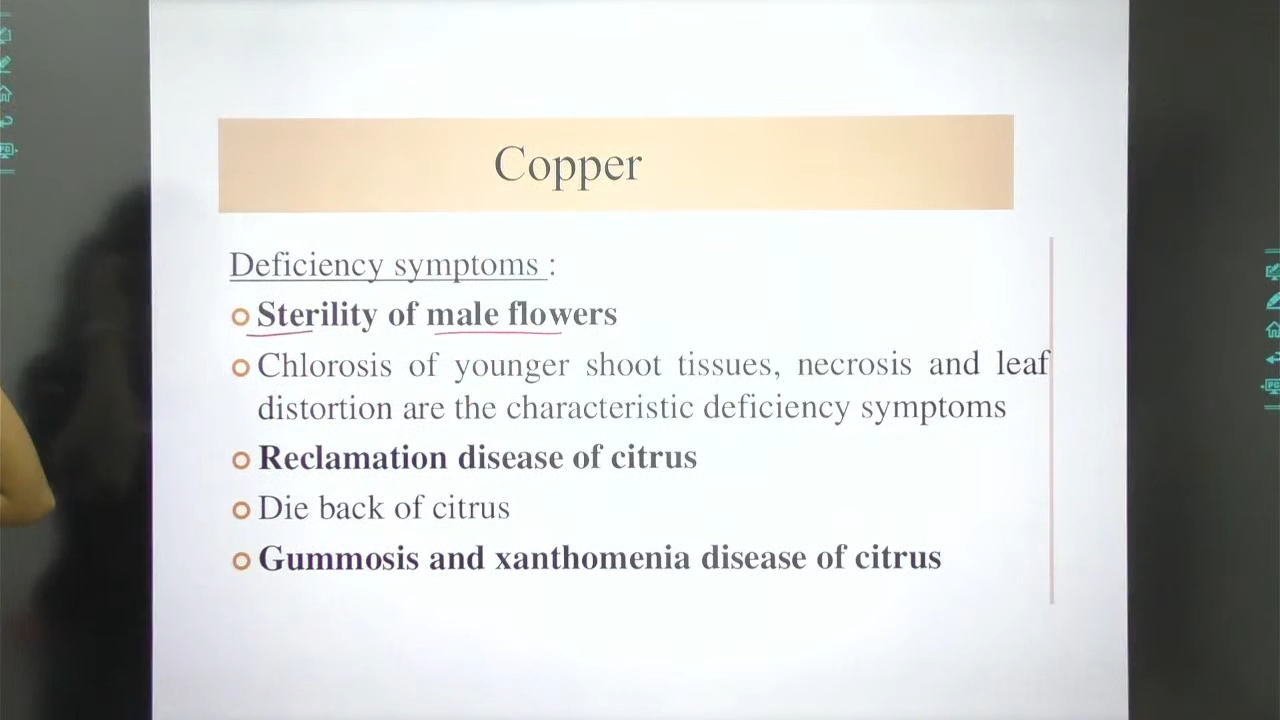 Copper
Deficiency symptoms :
Sterility of male flowers
Chlorosis of younger shoot tissues, necrosis and leaf
distortion are the characteristic deficiency symptoms
Reclamation disease of citrus
Die back of citrus
Gummosis and xanthomenia disease of citrus